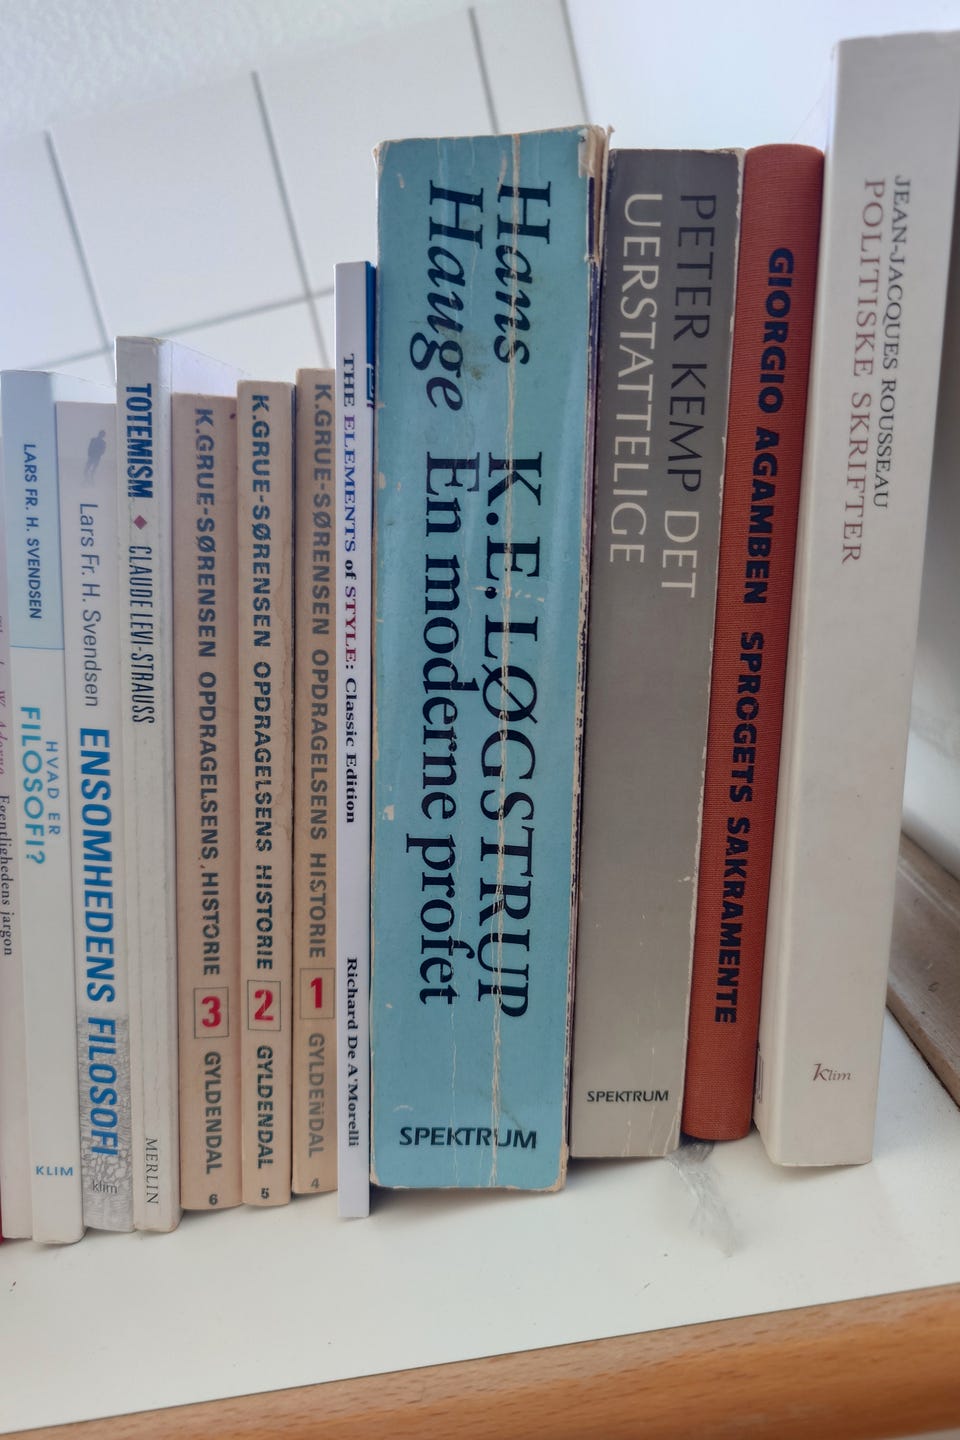 W. Adorno Egentlighedens jargon
LARS FR. H. SVENDSEN
HVAD ER
FILOSOFI?
KLIM
Lars Fr. H. Svendsen ENSOMHEDENS FILOSOFI
klim
TOTEMISM ◆ CLAUDE LEVI-STRAUSS
MERLIN
K.GRUE-SØRENSEN OPDRAGELSENS HISTORIE 3 GYLDENDAL
6
K.GRUE-SØRENSEN OPDRAGELSENS HISTORIE 2 GYLDENDAL
5
K.GRUE-SØRENSEN OPDRAGELSENS HISTORIE 1 GYLDENDAL
4
THE ELEMENTS of STYLE: Classic Edition Richard De A'Morelli
Hans
Hauge
K.E. LØGSTRUP
En moderne profet
SPEKTRUM
PETER KEMP DET
UERSTATTELIGE
SPEKTRUM
GIORGIO AGAMBEN SPROGETS SAKRAMENTE
JEAN-JACQUES ROUSSEAU
POLITISKE SKRIFTER
Klim